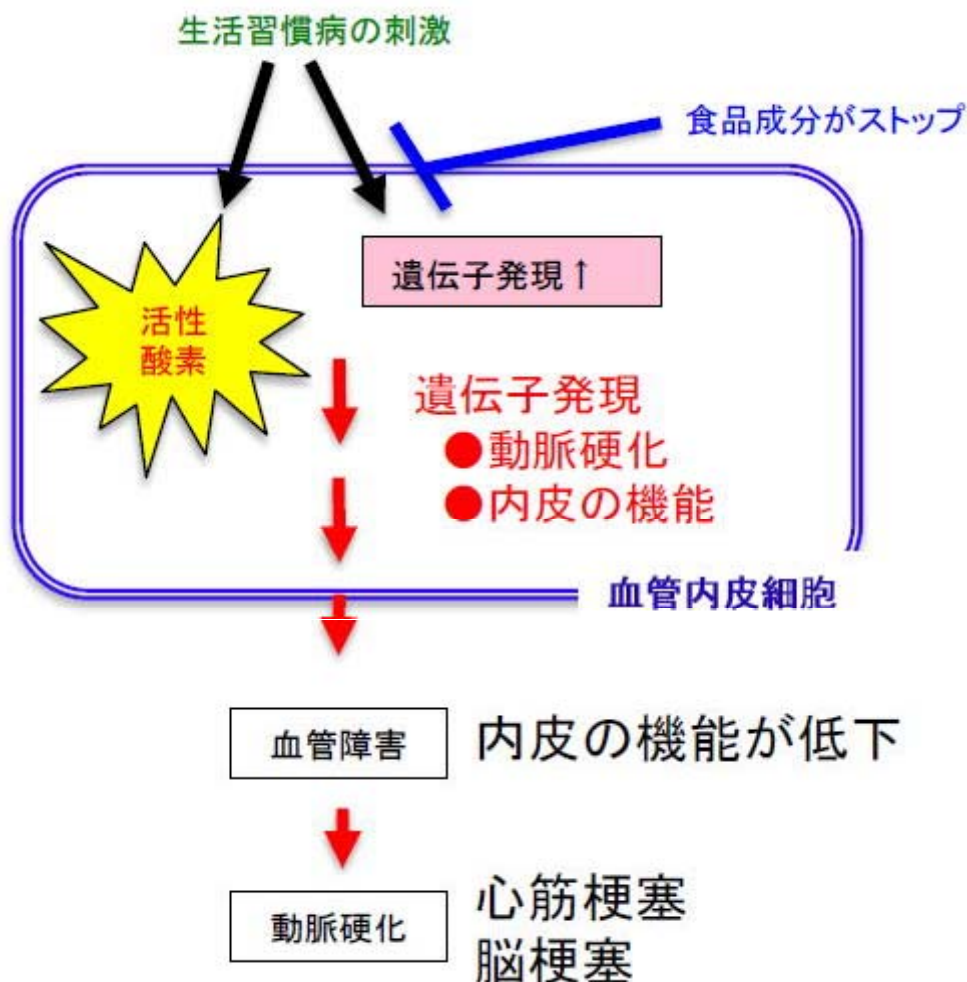 生活習慣病の刺激
食品成分がストップ
遺伝子発現↑
活性
酸素
遺伝子発現
●動脈硬化
●内皮の機能
血管内皮細胞
血管障害
内皮の機能が低下
動脈硬化
心筋梗塞
脳梗塞